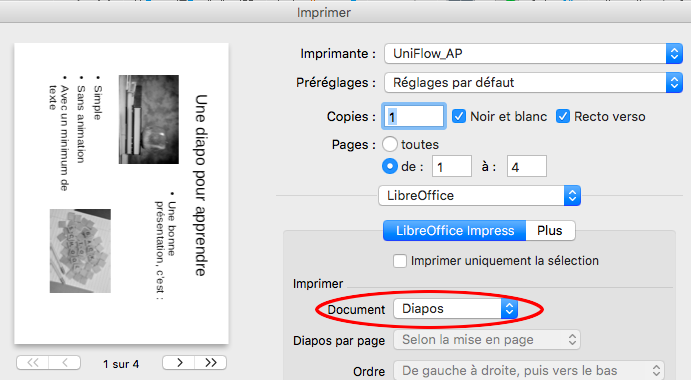 Imprimer
Imprimante : UniFlow_AP
Préréglages : Réglages par défaut
Copies : 1 Noir et blanc Recto verso
Pages : toutes
de : 1 à : 4
LibreOffice
LibreOffice Impress Plus
Imprimer uniquement la sélection
Imprimer
Document Diapos
Diapos par page Selon la mise en page
Ordre De gauche à droite, puis vers le bas
Une diapo pour apprendre
• Une bonne
présentation, c'est :
• Simple
• Sans animation
• Avec un minimum de
texte
<< < 1 sur 4 > >>